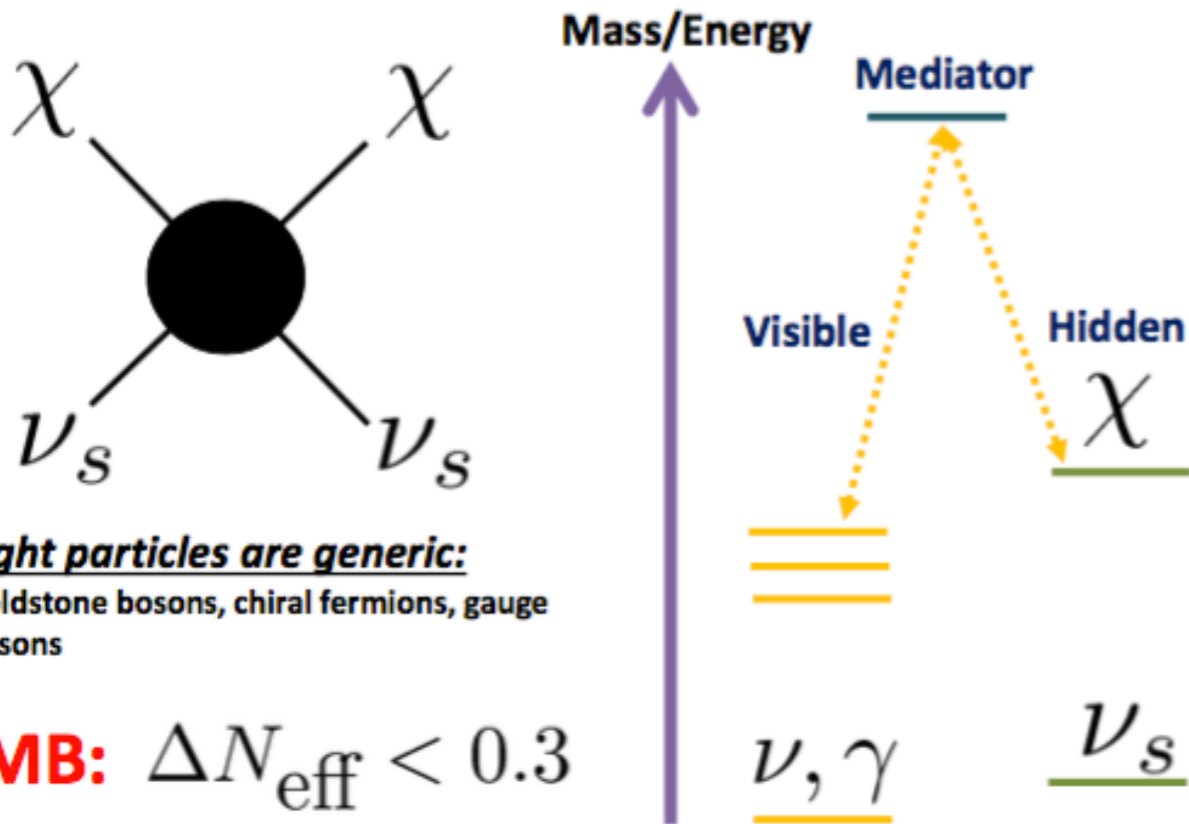 χ χ
ν_s ν_s
ght particles are generic:
ldstone bosons, chiral fermions, gauge
sons
MB: ΔN_eff < 0.3
Mass/Energy
Mediator
Visible Hidden
χ
ν, γ ν_s